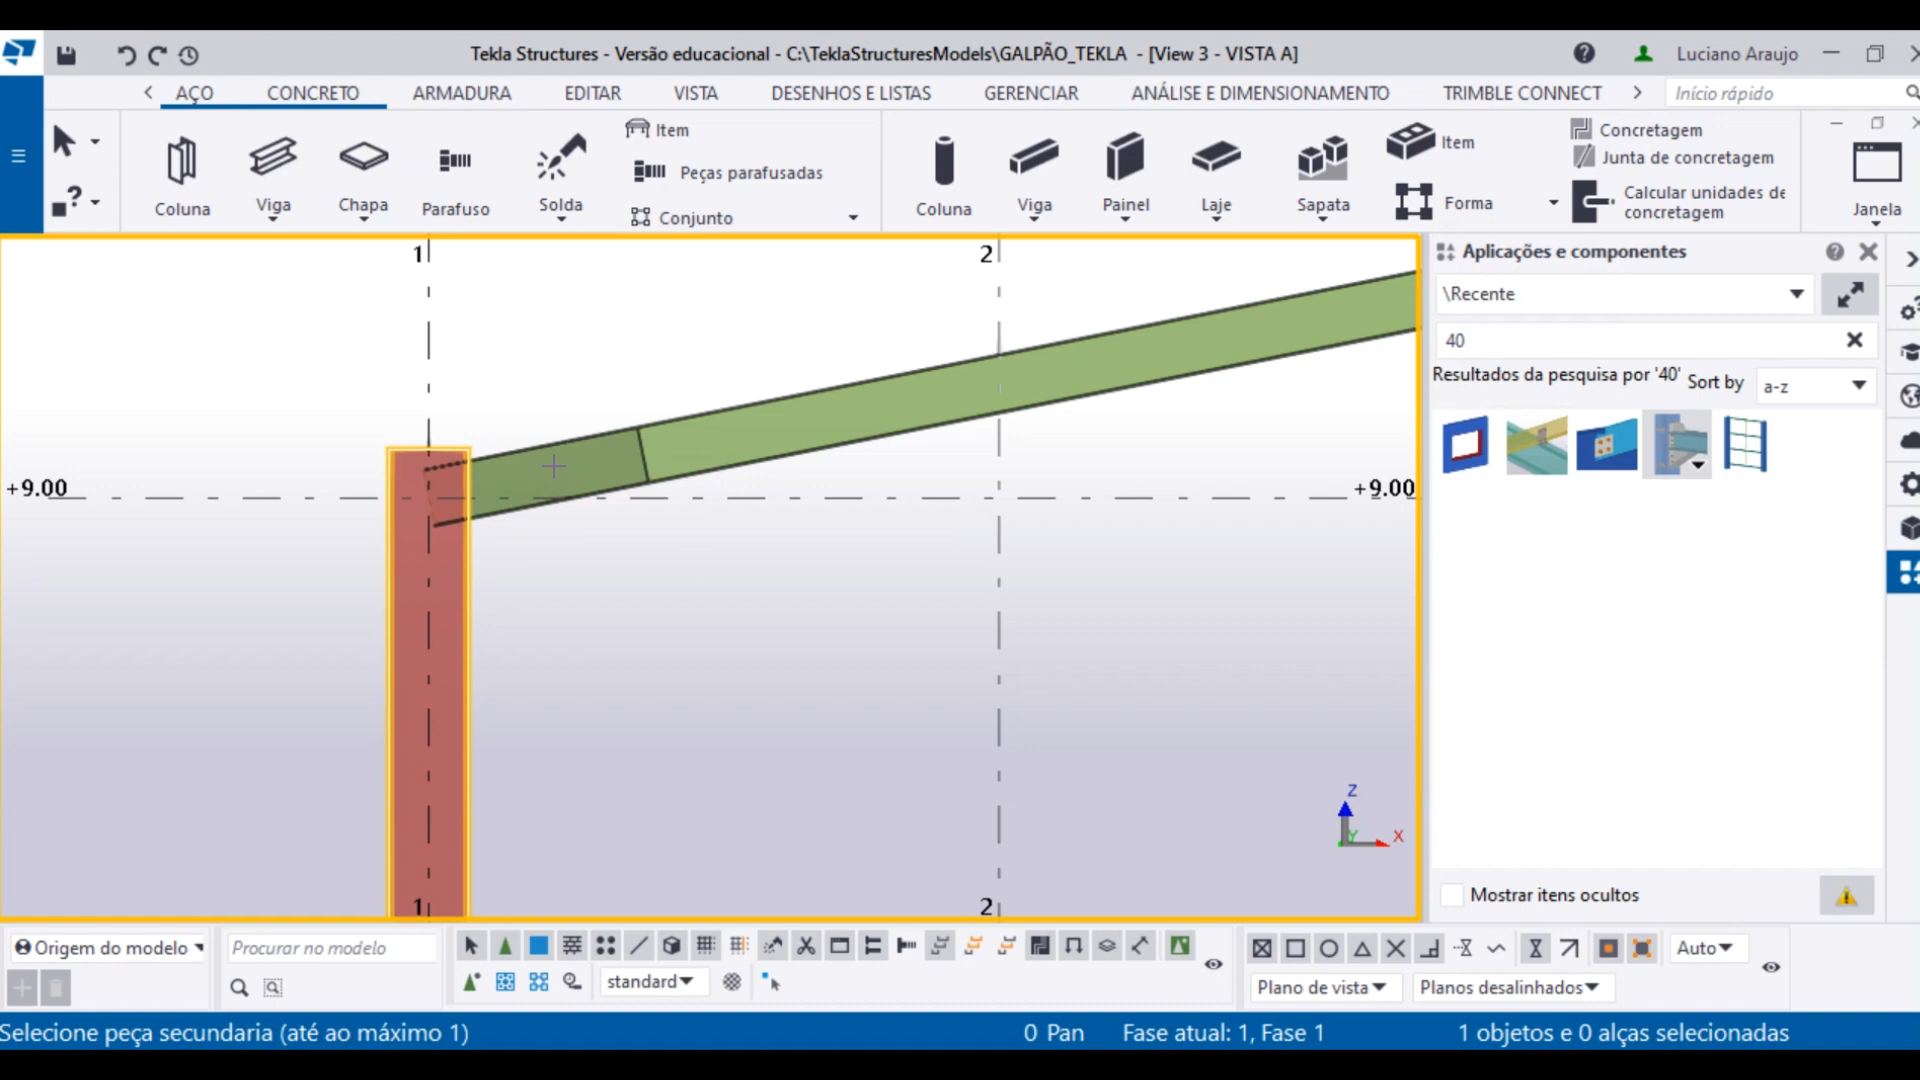 Tekla Structures - Versão educacional - C:\TeklaStructuresModels\GALPÃO_TEKLA - [View 3 - VISTA A]
Luciano Araujo
AÇO CONCRETO ARMADURA EDITAR VISTA DESENHOS E LISTAS GERENCIAR ANÁLISE E DIMENSIONAMENTO TRIMBLE CONNECT Início rápido
Coluna
Viga
Chapa
Parafuso
Solda
Item
Peças parafusadas
Conjunto
Coluna
Viga
Painel
Laje
Sapata
Item
Forma
Concretagem
Junta de concretagem
Calcular unidades de
concretagem
Janela
1
2
+9.00
+9.00
1
2
Z
Y
X
Aplicações e componentes
\Recente
40
Resultados da pesquisa por '40' Sort by a-z
Mostrar itens ocultos
Origem do modelo
Procurar no modelo
standard
Auto
Plano de vista
Planos desalinhados
Selecione peça secundaria (até ao máximo 1)
0 Pan
Fase atual: 1, Fase 1
1 objetos e 0 alças selecionadas